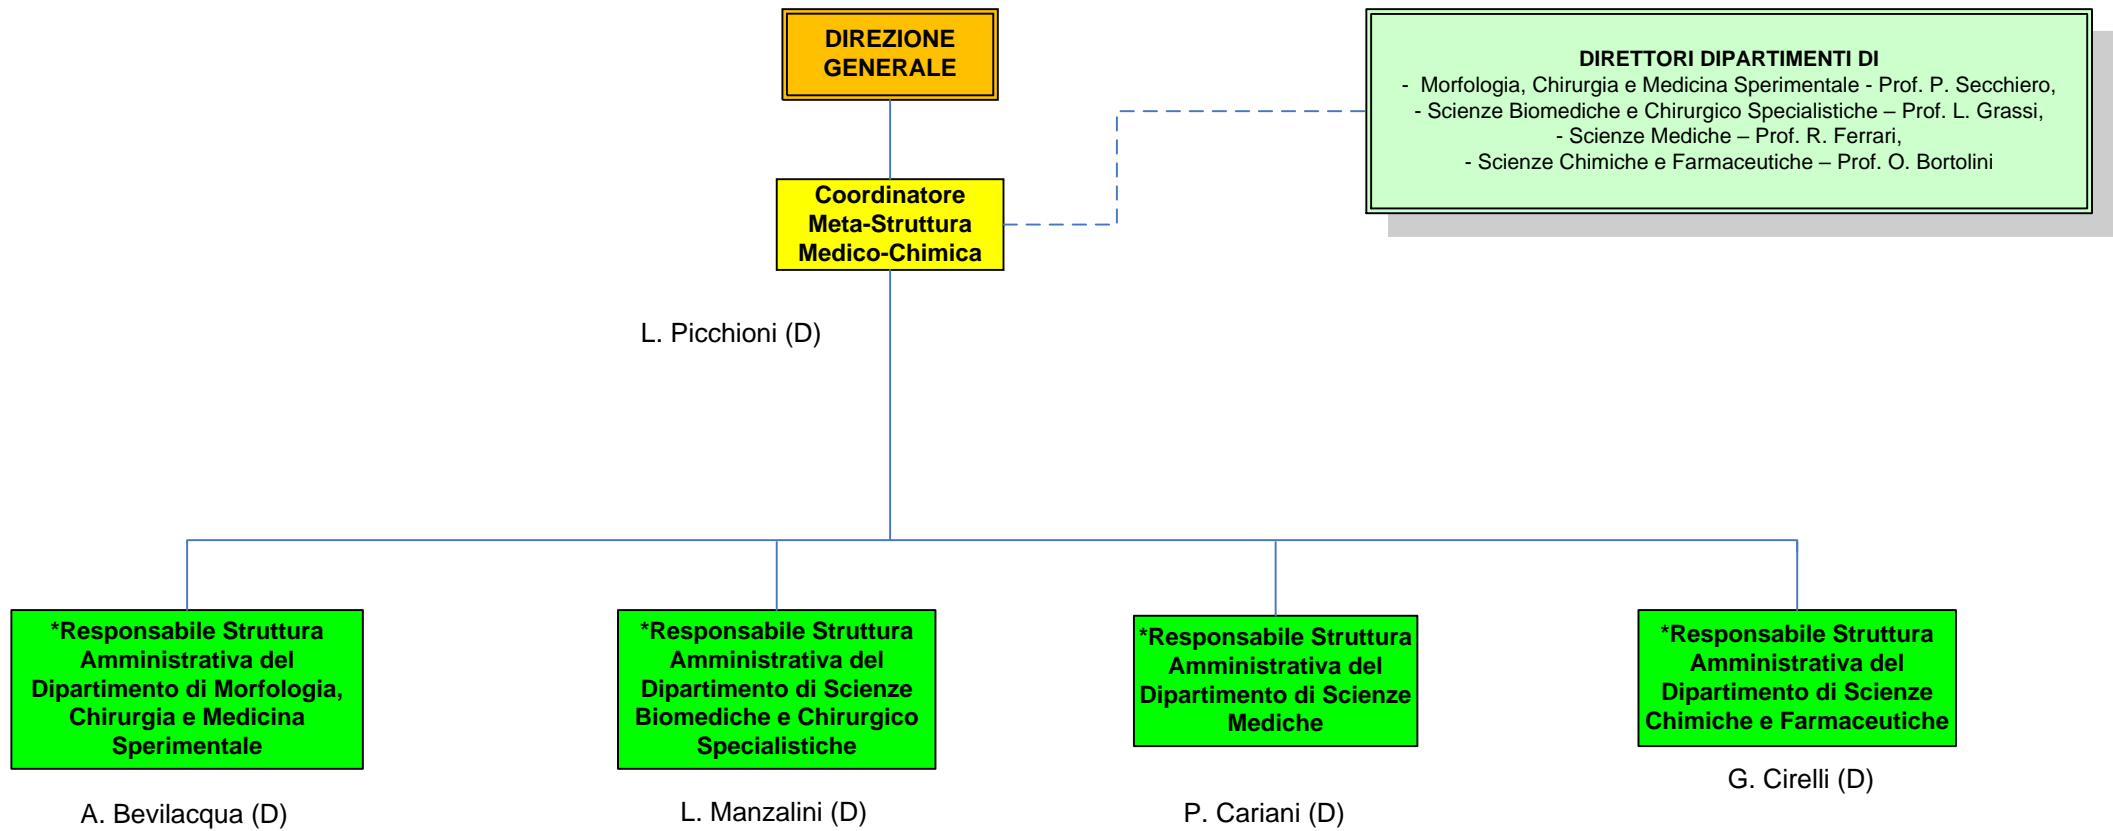 DIREZIONE
GENERALE
DIRETTORI DIPARTIMENTI DI
- Morfologia, Chirurgia e Medicina Sperimentale - Prof. P. Secchiero,
- Scienze Biomediche e Chirurgico Specialistiche – Prof. L. Grassi,
- Scienze Mediche – Prof. R. Ferrari,
- Scienze Chimiche e Farmaceutiche – Prof. O. Bortolini
Coordinatore
Meta-Struttura
Medico-Chimica
L. Picchioni (D)
*Responsabile Struttura
Amministrativa del
Dipartimento di Morfologia,
Chirurgia e Medicina
Sperimentale
A. Bevilacqua (D)
*Responsabile Struttura
Amministrativa del
Dipartimento di Scienze
Biomediche e Chirurgico
Specialistiche
L. Manzalini (D)
*Responsabile Struttura
Amministrativa del
Dipartimento di Scienze
Mediche
P. Cariani (D)
*Responsabile Struttura
Amministrativa del
Dipartimento di Scienze
Chimiche e Farmaceutiche
G. Cirelli (D)